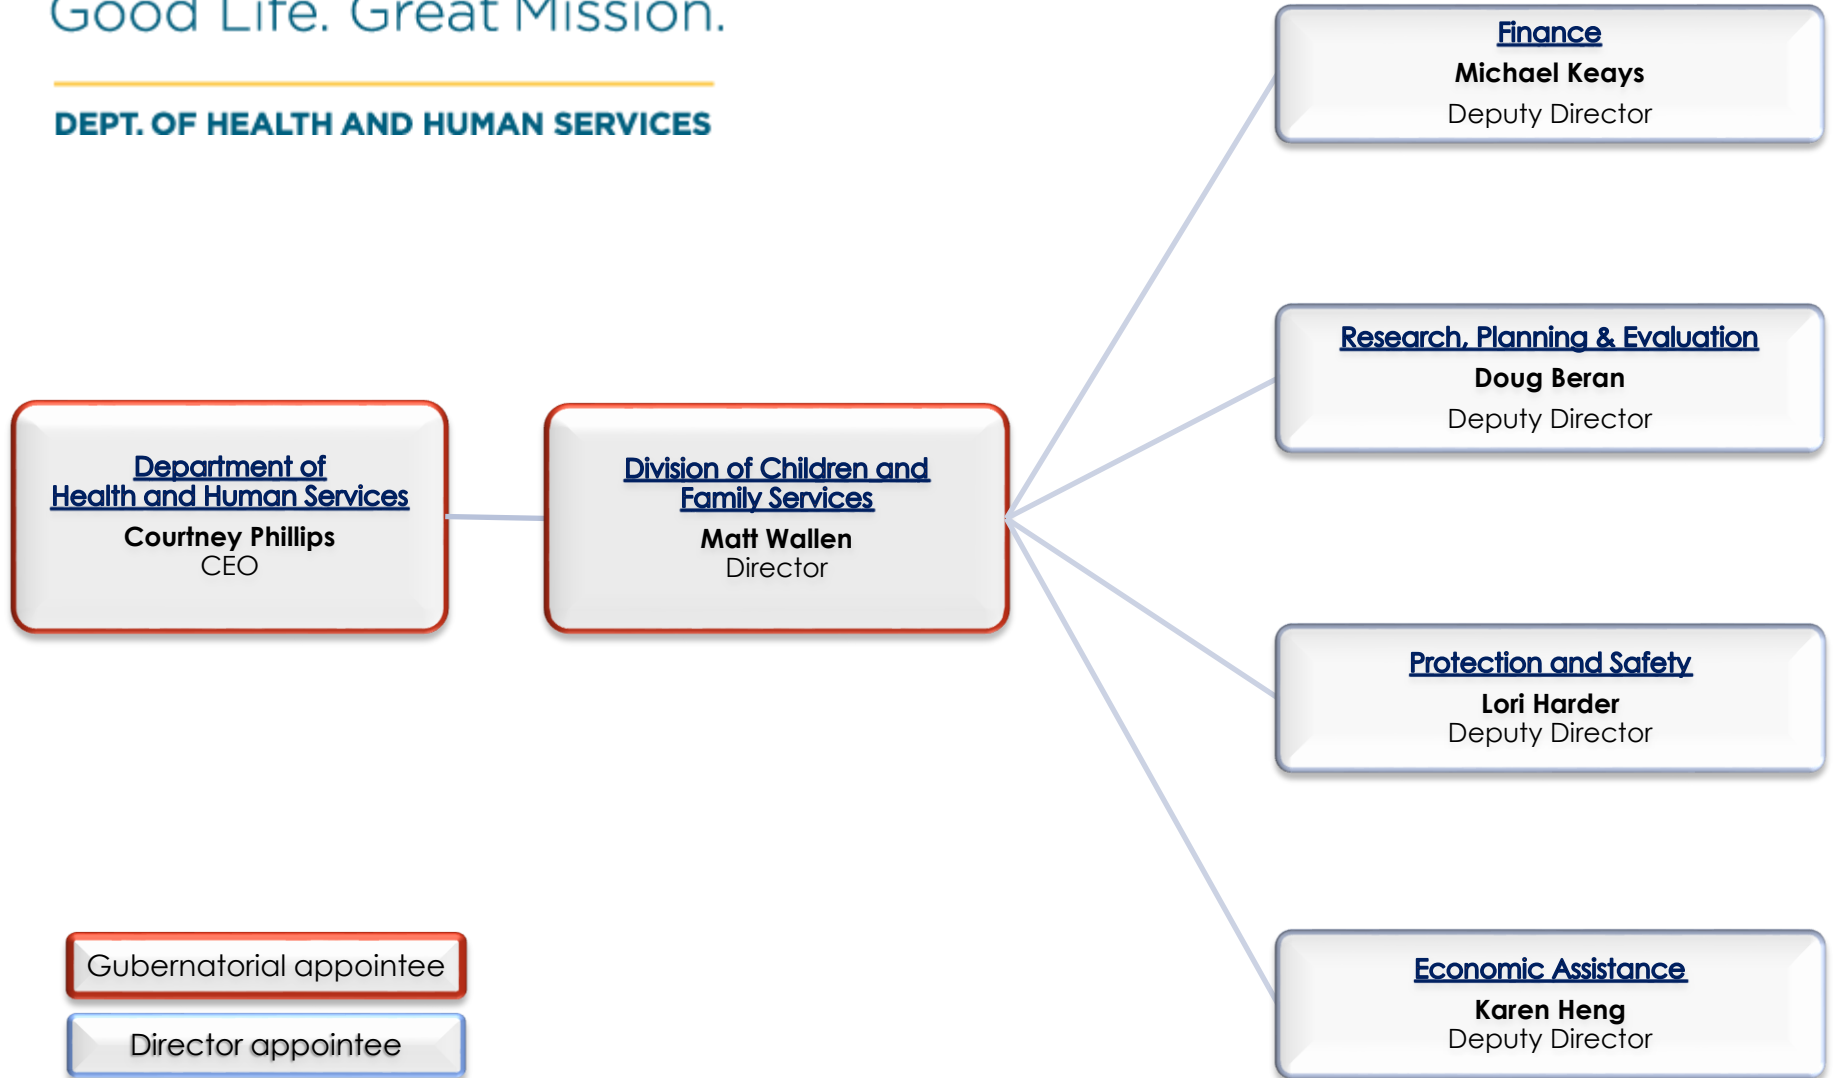 Good Life. Great Mission.
DEPT. OF HEALTH AND HUMAN SERVICES
Department of
Health and Human Services
Courtney Phillips
CEO
Division of Children and
Family Services
Matt Wallen
Director
Finance
Michael Keays
Deputy Director
Research, Planning & Evaluation
Doug Beran
Deputy Director
Protection and Safety
Lori Harder
Deputy Director
Economic Assistance
Karen Heng
Deputy Director
Gubernatorial appointee
Director appointee